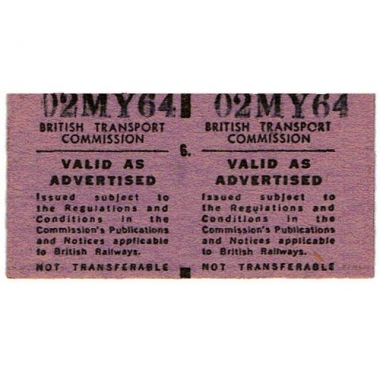 02MY64
BRITISH TRANSPORT
COMMISSION
VALID AS
ADVERTISED
Issued subject to
the Regulations and
Conditions in the
Commission's Publications
and Notices applicable
to British Railways.
NOT TRANSFERABLE
6.
02MY64
BRITISH TRANSPORT
COMMISSION
VALID AS
ADVERTISED
Issued subject to
the Regulations and
Conditions in the
Commission's Publications
and Notices applicable
to British Railways.
NOT TRANSFERABLE